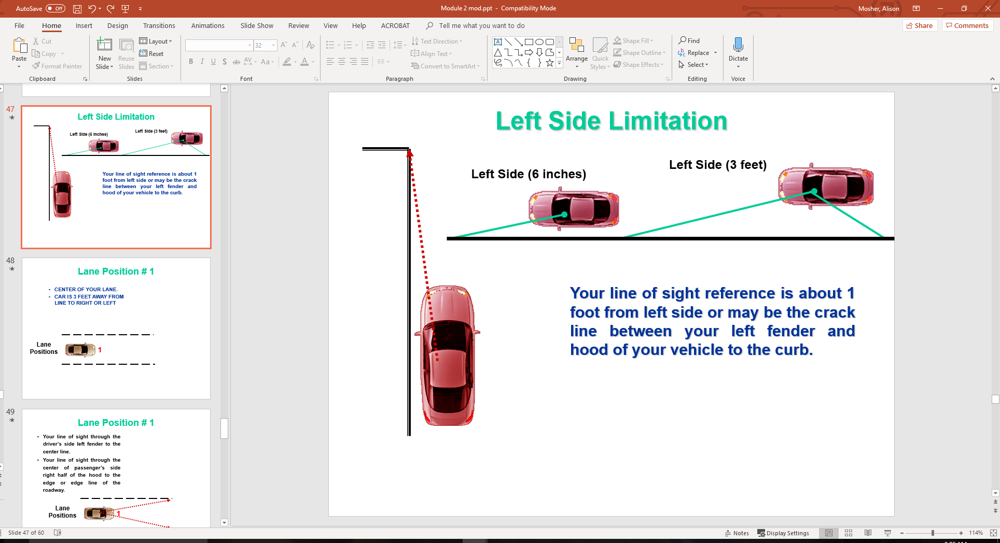 AutoSave Off
Module 2 mod.ppt - Compatibility Mode
Mosher, Alison
File Home Insert Design Transitions Animations Slide Show Review View Help ACROBAT Tell me what you want to do
Share Comments
Paste
Cut
Copy
Format Painter
Clipboard
New Slide
Reuse Slides
Layout
Reset
Section
Slides
32
B I U S ab AV Aa A
Font
Text Direction
Align Text
Convert to SmartArt
Paragraph
Arrange
Quick Styles
Shape Fill
Shape Outline
Shape Effects
Drawing
Find
Replace
Select
Editing
Dictate
Voice
47
Left Side Limitation
Left Side (6 inches)
Left Side (3 feet)
Your line of sight reference is about 1
foot from left side or may be the crack
line between your left fender and
hood of your vehicle to the curb.
48
Lane Position # 1
• CENTER OF YOUR LANE.
• CAR IS 3 FEET AWAY FROM
LINE TO RIGHT OR LEFT
Lane
Positions
1
49
Lane Position # 1
• Your line of sight through the
driver's side left fender to the
center line.
• Your line of sight through the
center of passenger's side
right half of the hood to the
edge or edge line of the
roadway.
Lane
Positions
1
Left Side Limitation
Left Side (6 inches)
Left Side (3 feet)
Your line of sight reference is about 1
foot from left side or may be the crack
line between your left fender and
hood of your vehicle to the curb.
Slide 47 of 60
Notes Display Settings
114%